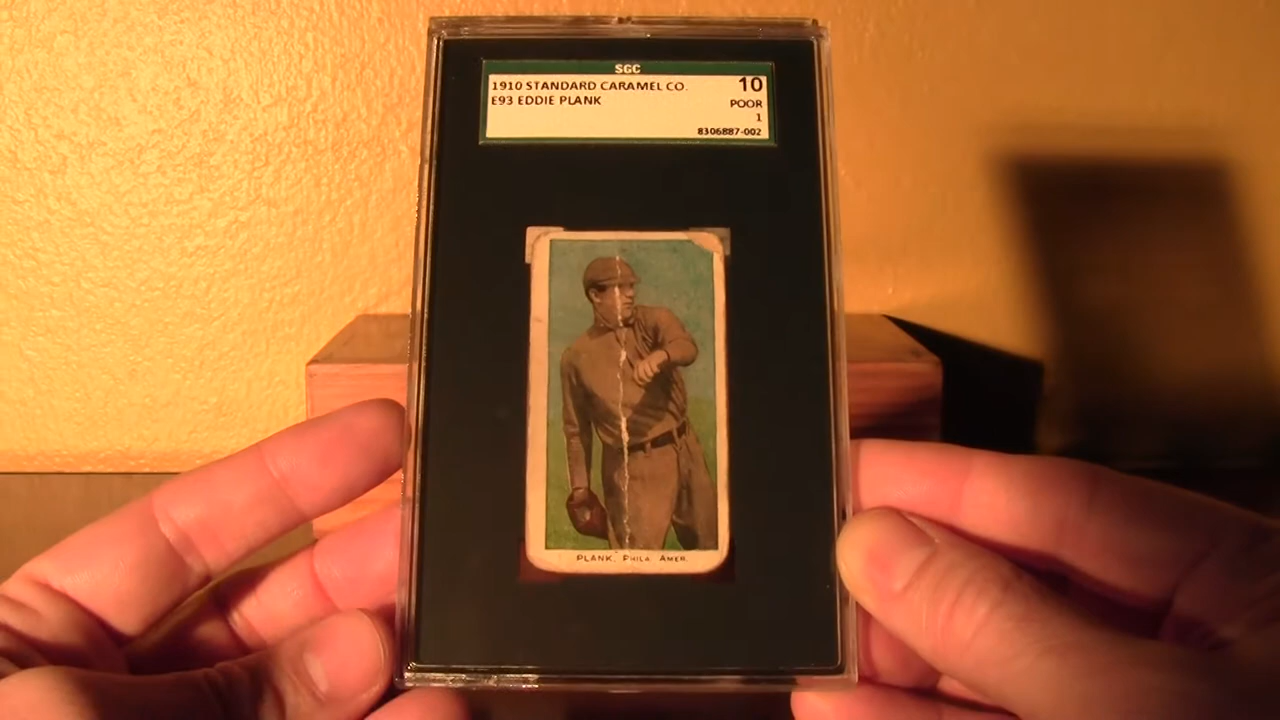 SGC
1910 STANDARD CARAMEL CO. 10
E93 EDDIE PLANK POOR
1
8306887-002
PLANK, PHILA. AMER.